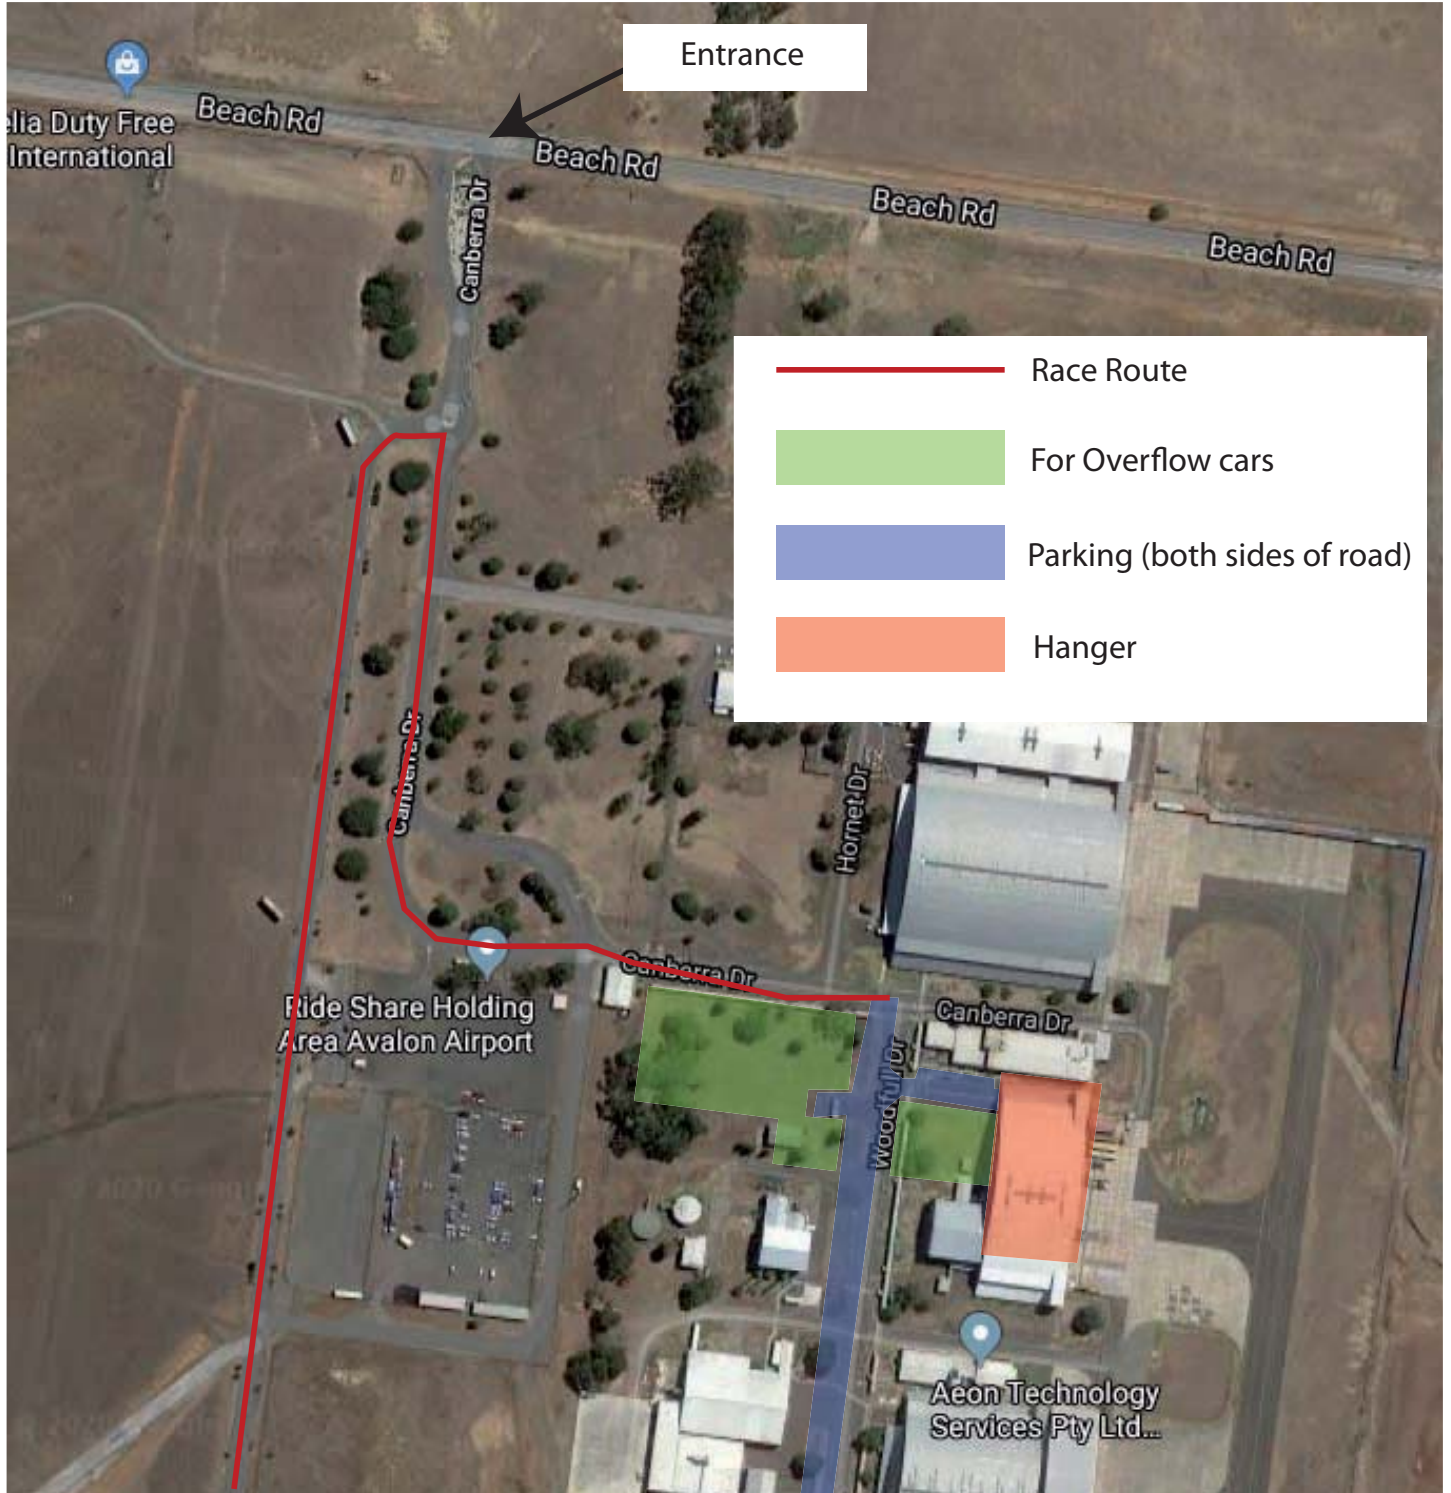 Entrance
Beach Rd
elia Duty Free
International
Beach Rd
Beach Rd
Beach Rd
Canberra Dr
Race Route
For Overflow cars
Parking (both sides of road)
Hanger
Canberra Dr
Hornet Dr
Canberra Dr
Ride Share Holding
Area Avalon Airport
Canberra Dr
Woodfull Dr
Aeon Technology
Services Pty Ltd...